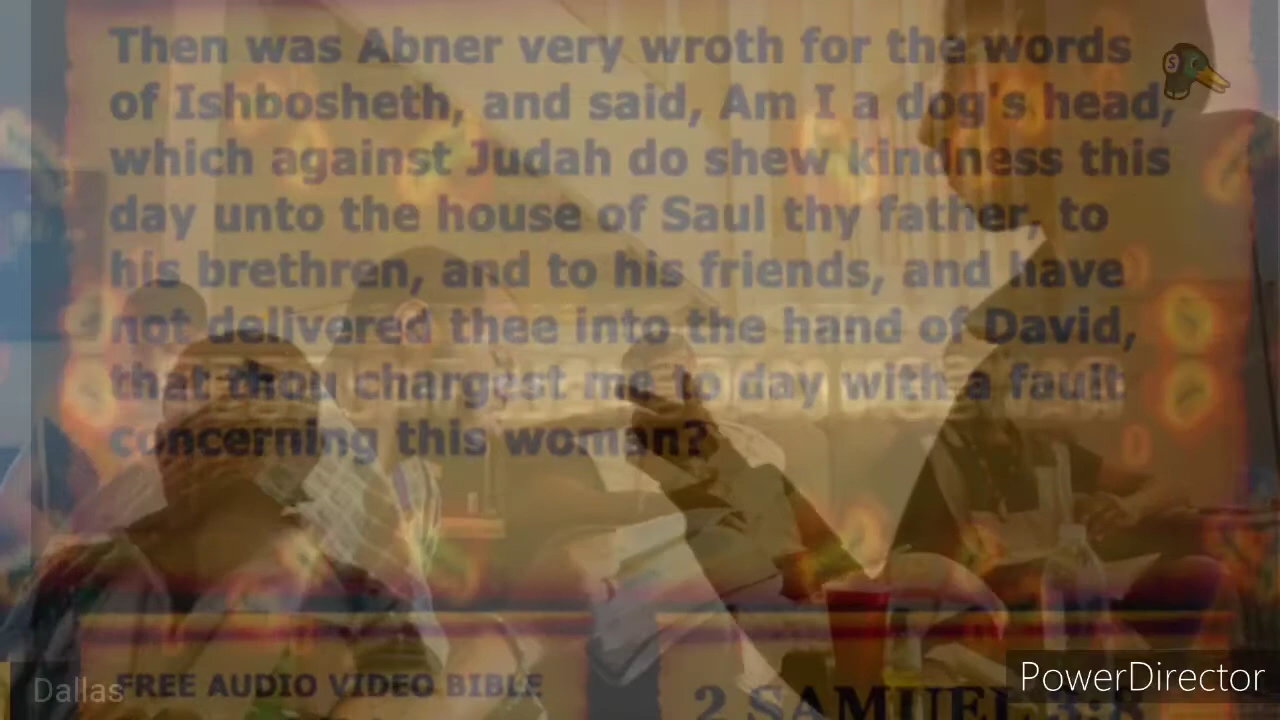 Then was Abner very wroth for the words
of Ishbosheth, and said, Am I a dog's head,
which against Judah do shew kindness this
day unto the house of Saul thy father, to
his brethren, and to his friends, and have
not delivered thee into the hand of David,
that thou chargest me to day with a fault
concerning this woman?
Dallas
FREE AUDIO VIDEO BIBLE
2 SAMUEL 3:8
PowerDirector